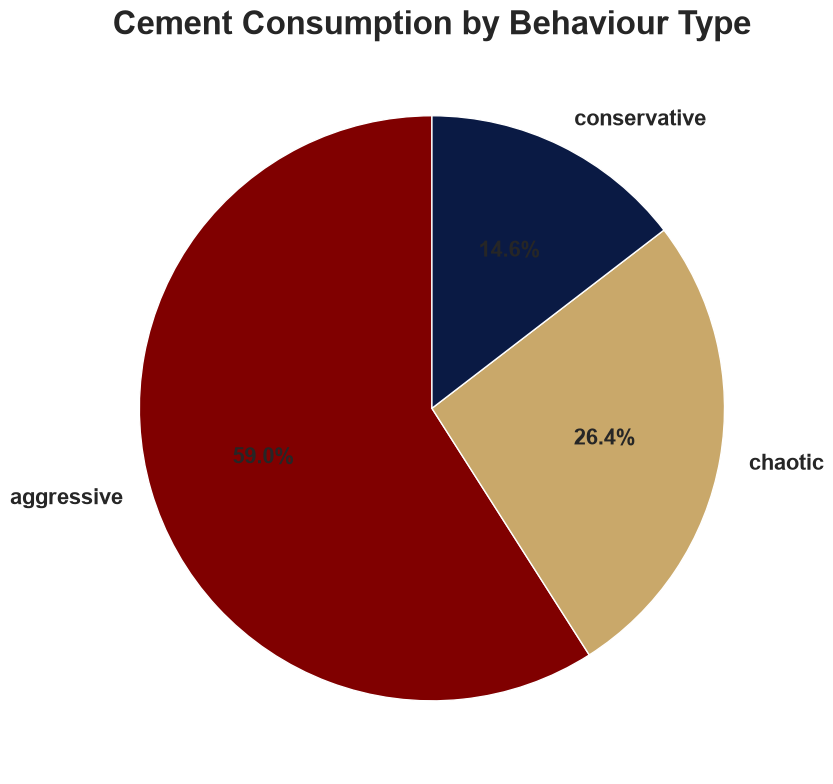 Cement Consumption by Behaviour Type
conservative
14.6%
26.4%
chaotic
59.0%
aggressive